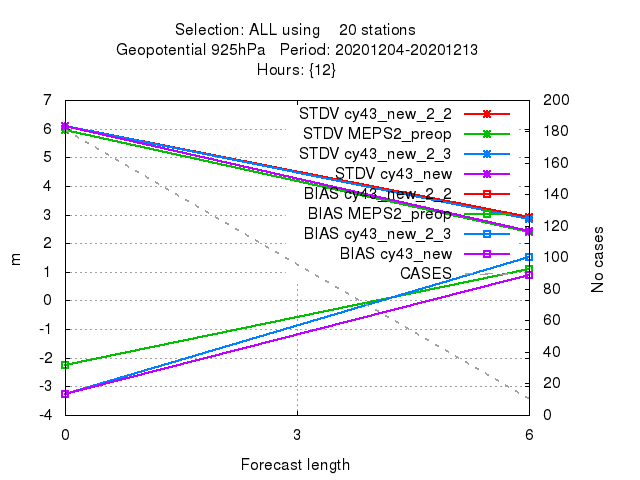 Selection: ALL using    20 stations
Geopotential 925hPa   Period: 20201204-20201213
Hours: {12}
7
6
5
4
3
2
1
0
-1
-2
-3
-4
m
STDV cy43_new_2_2
STDV MEPS2_preop
STDV cy43_new_2_3
STDV cy43_new
BIAS cy43_new_2_2
BIAS MEPS2_preop
BIAS cy43_new_2_3
BIAS cy43_new
CASES
200
180
160
140
120
100
80
60
40
20
0
No cases
0 3 6
Forecast length